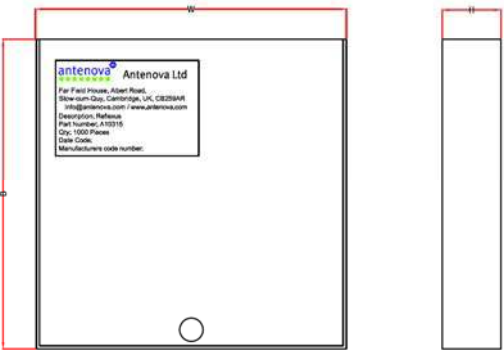 W
H
antenova
Antenova Ltd
Far Field House, Albert Road,
Stow-cum-Quy, Cambridge, UK, CB259AR
info@antenova.com / www.antenova.com
Description, Reflexus
Part Number, A10315
Qty; 1000 Pieces
Date Code;
Manufacturers code number;